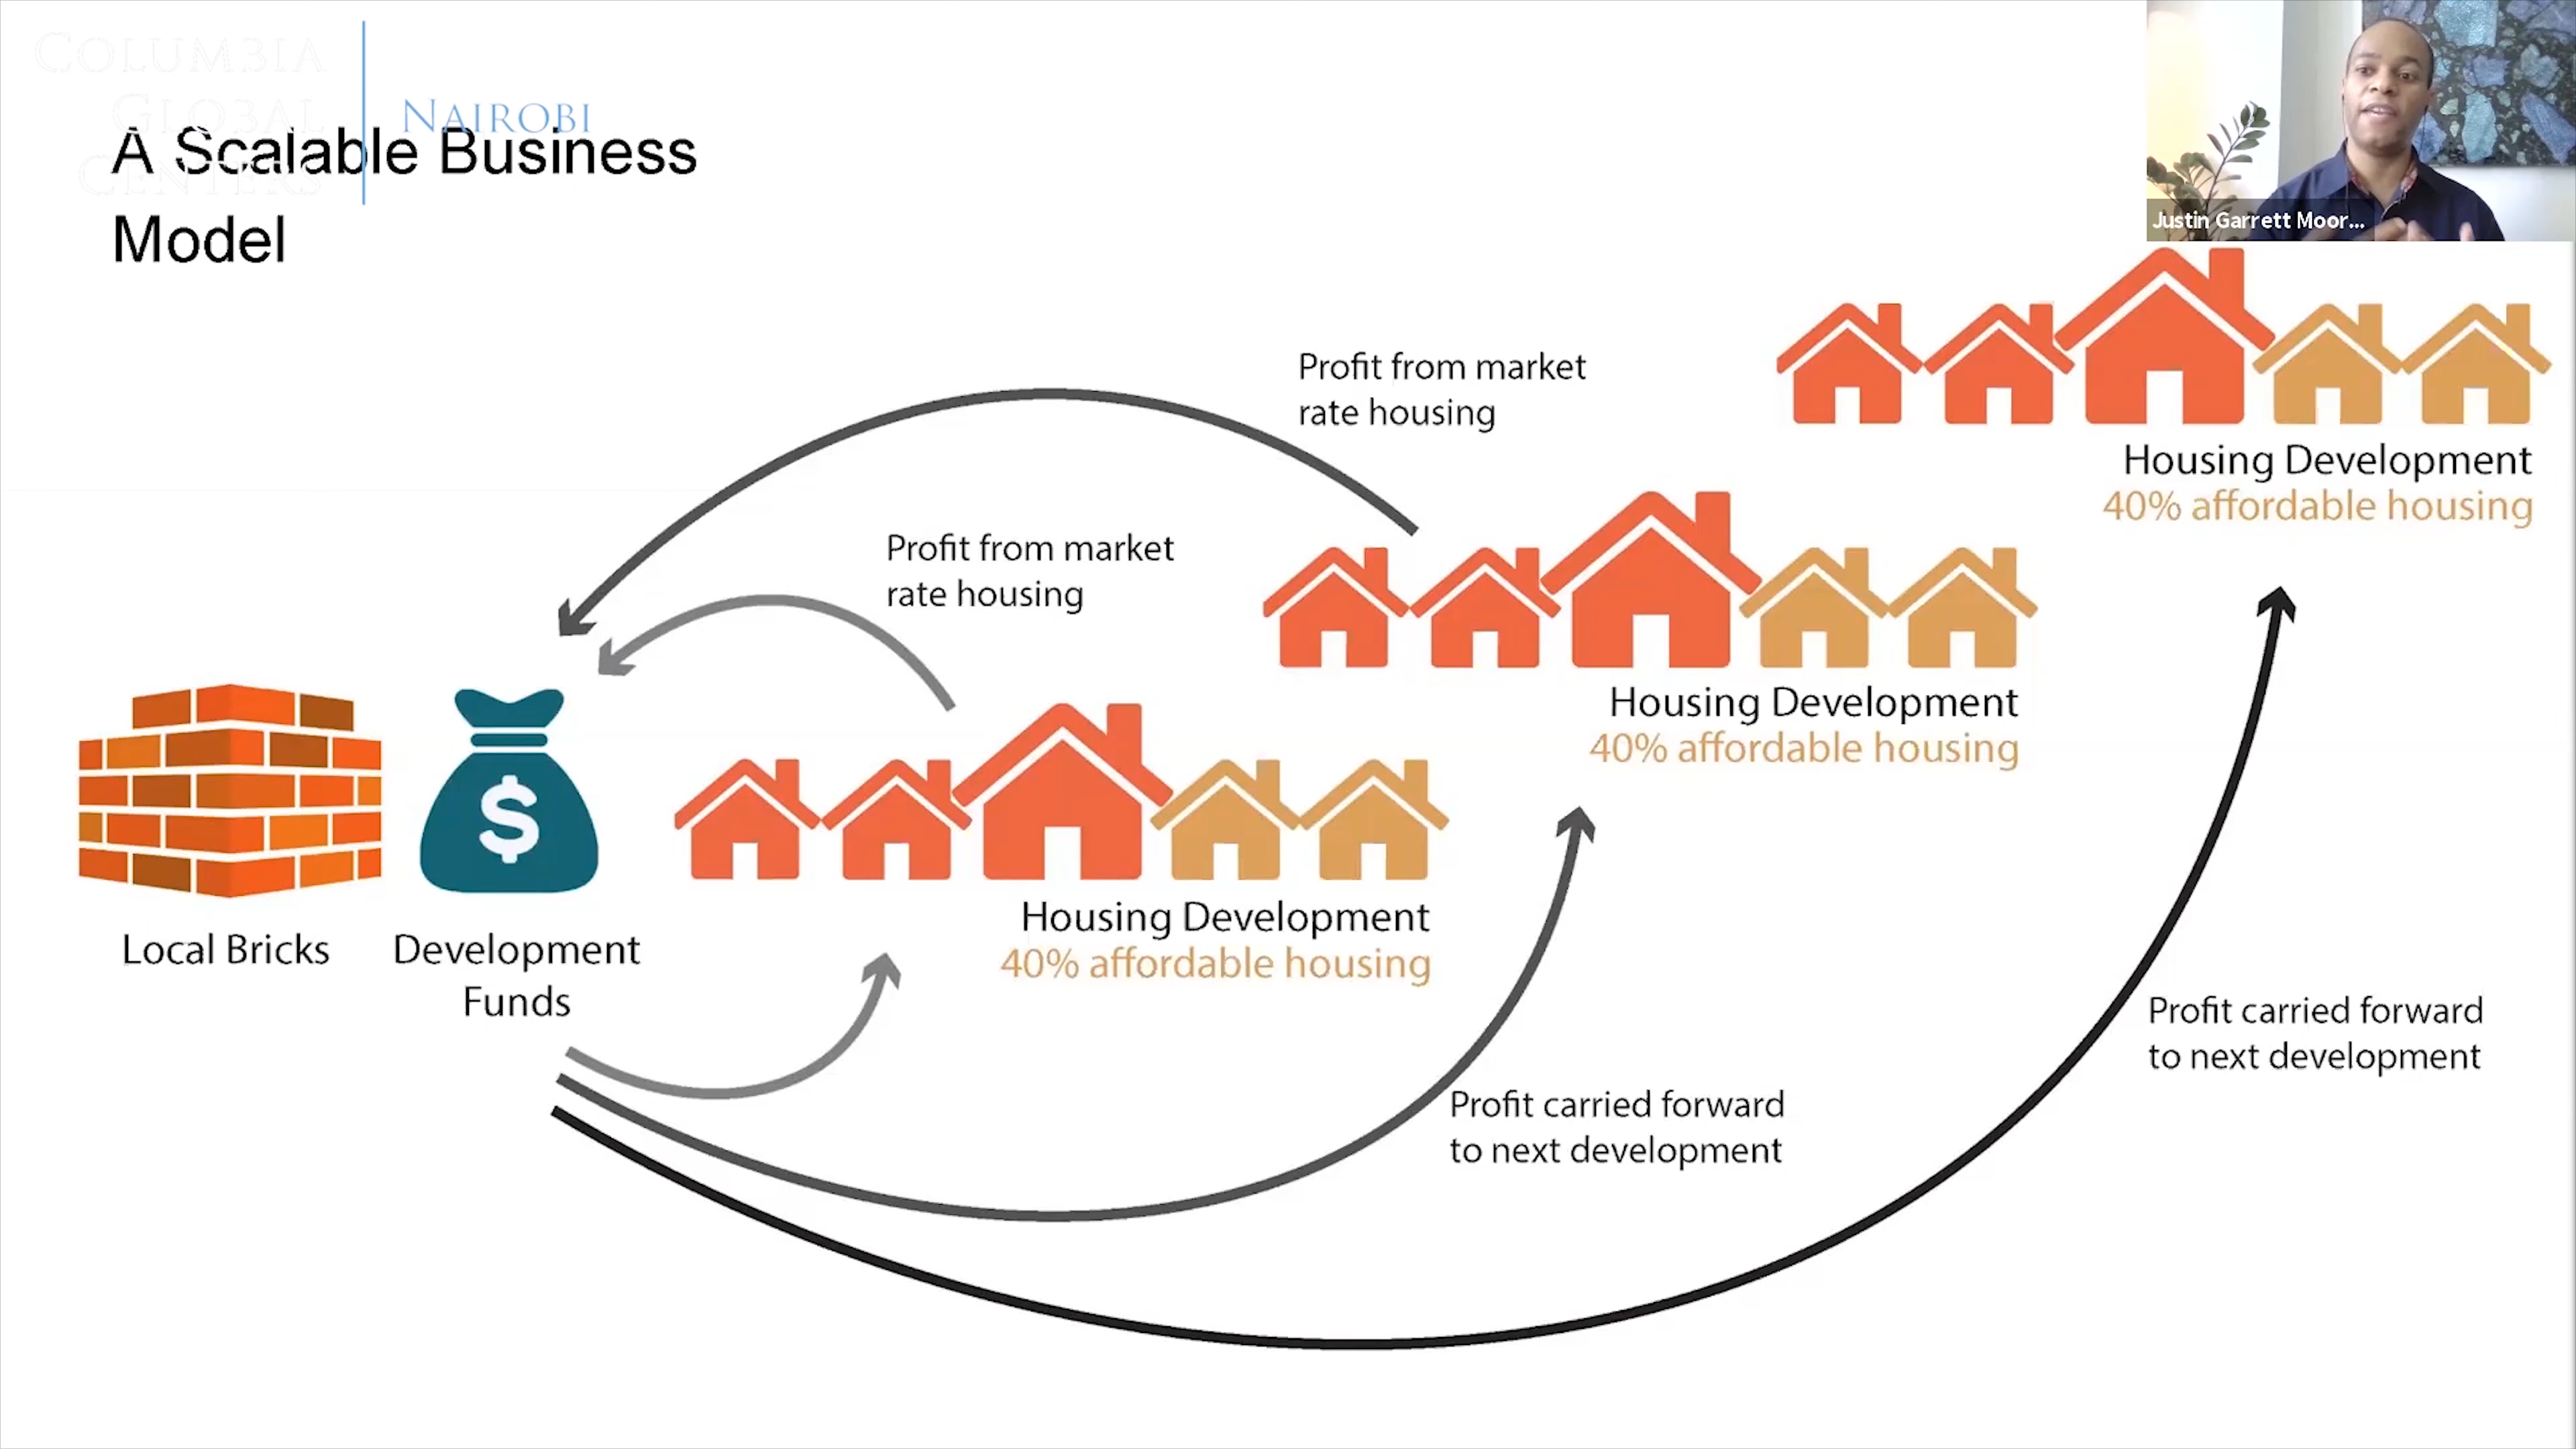 COLUMBIA
GLOBAL
CENTERS
NAIROBI
A Scalable Business
Model
Justin Garrett Moor...
Profit from market
rate housing
Housing Development
40% affordable housing
Profit from market
rate housing
Housing Development
40% affordable housing
$
Local Bricks
Development
Funds
Housing Development
40% affordable housing
Profit carried forward
to next development
Profit carried forward
to next development